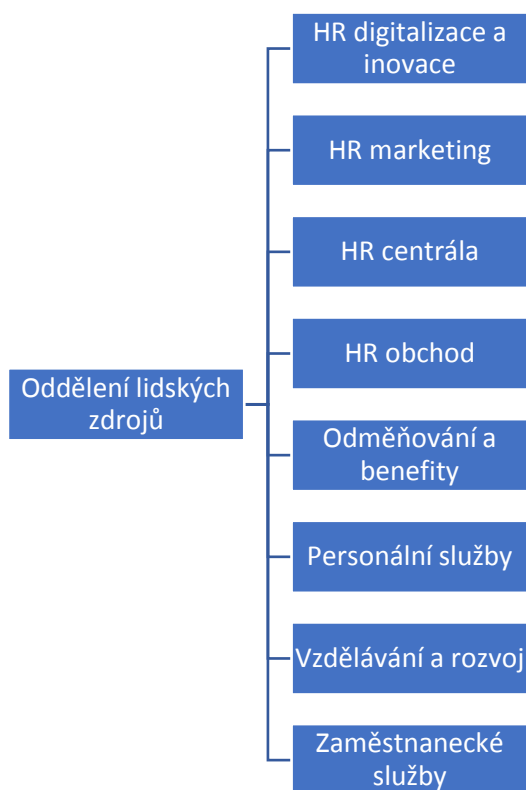 HR digitalizace a
inovace
HR marketing
HR centrála
HR obchod
Oddělení lidských
zdrojů
Odměňování a
benefity
Personální služby
Vzdělávání a rozvoj
Zaměstnanecké
služby